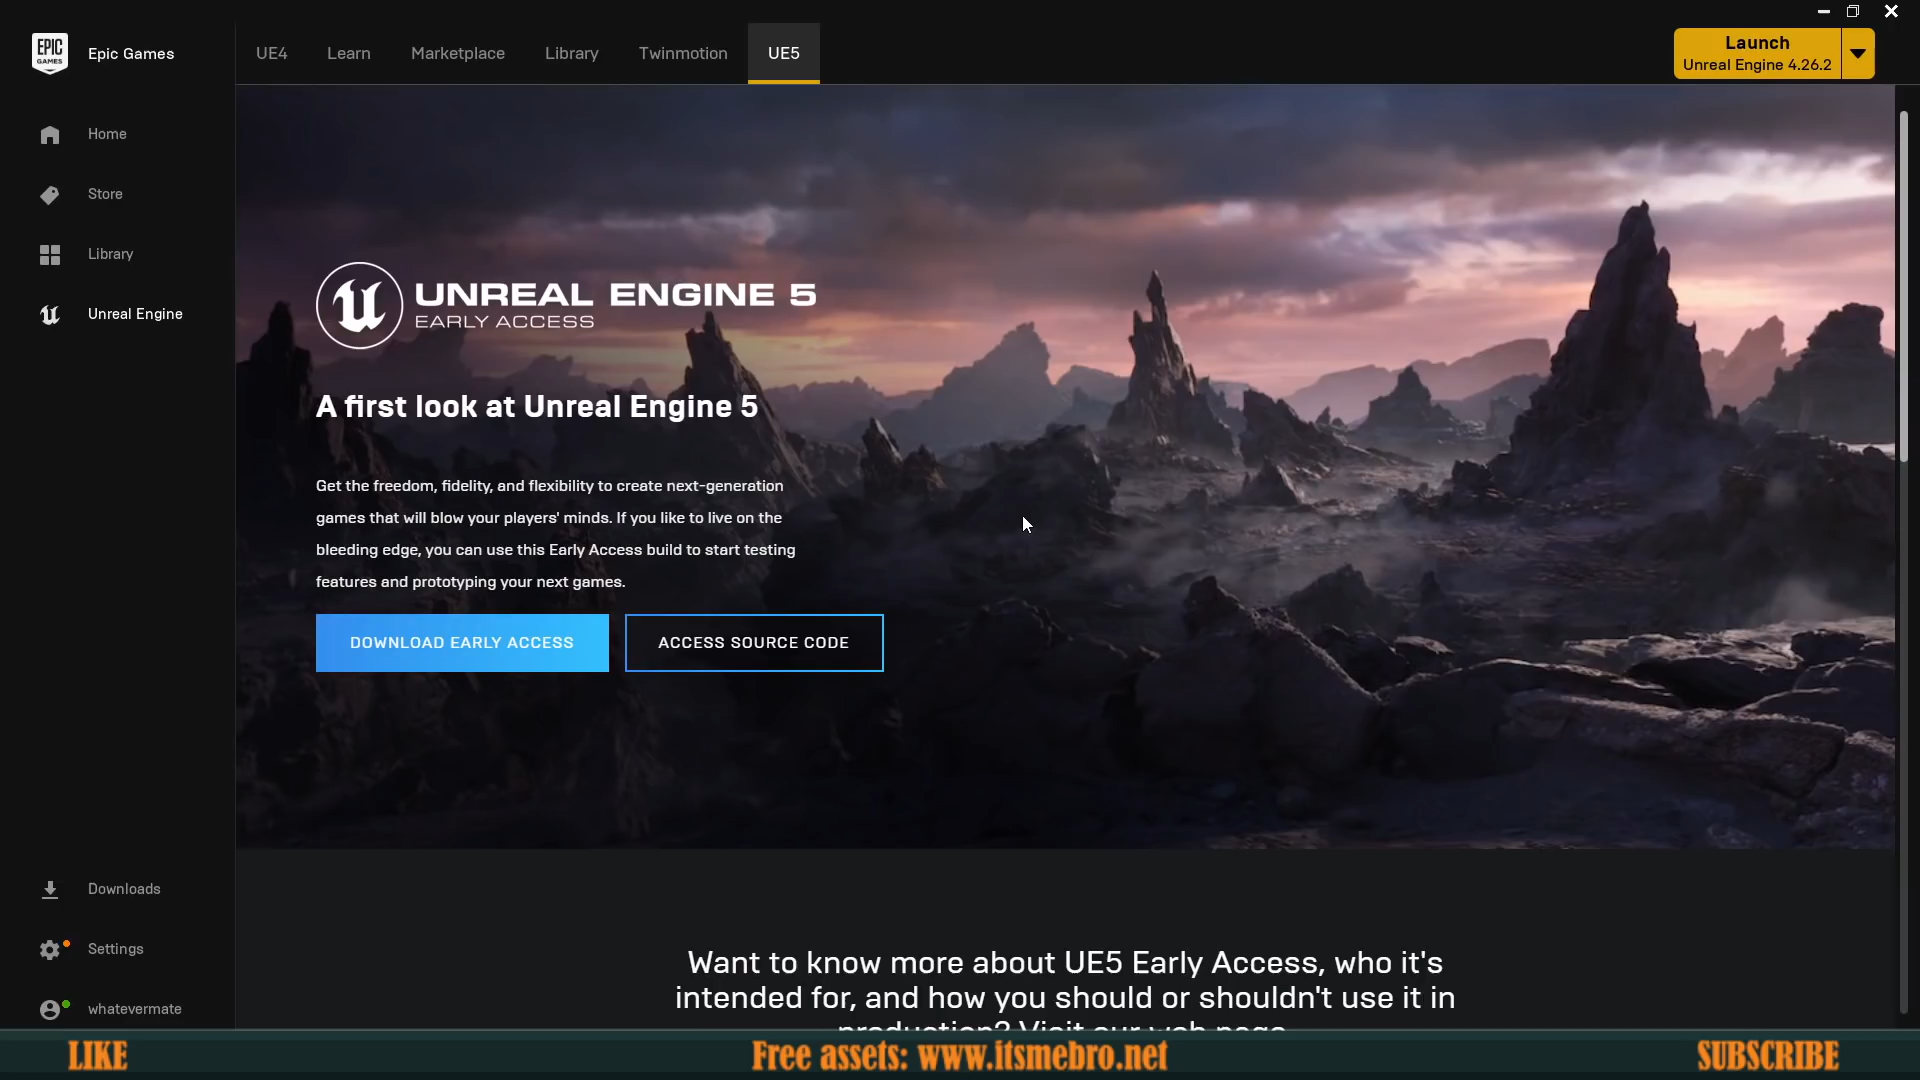 EPIC GAMES
Epic Games
UE4
Learn
Marketplace
Library
Twinmotion
UE5
Launch
Unreal Engine 4.26.2
Home
Store
Library
Unreal Engine
UNREAL ENGINE 5
EARLY ACCESS
A first look at Unreal Engine 5
Get the freedom, fidelity, and flexibility to create next-generation
games that will blow your players' minds. If you like to live on the
bleeding edge, you can use this Early Access build to start testing
features and prototyping your next games.
DOWNLOAD EARLY ACCESS
ACCESS SOURCE CODE
Downloads
Settings
whatevermate
Want to know more about UE5 Early Access, who it's
intended for, and how you should or shouldn't use it in
production? Visit our web page
LIKE
Free assets: www.itsmebro.net
SUBSCRIBE